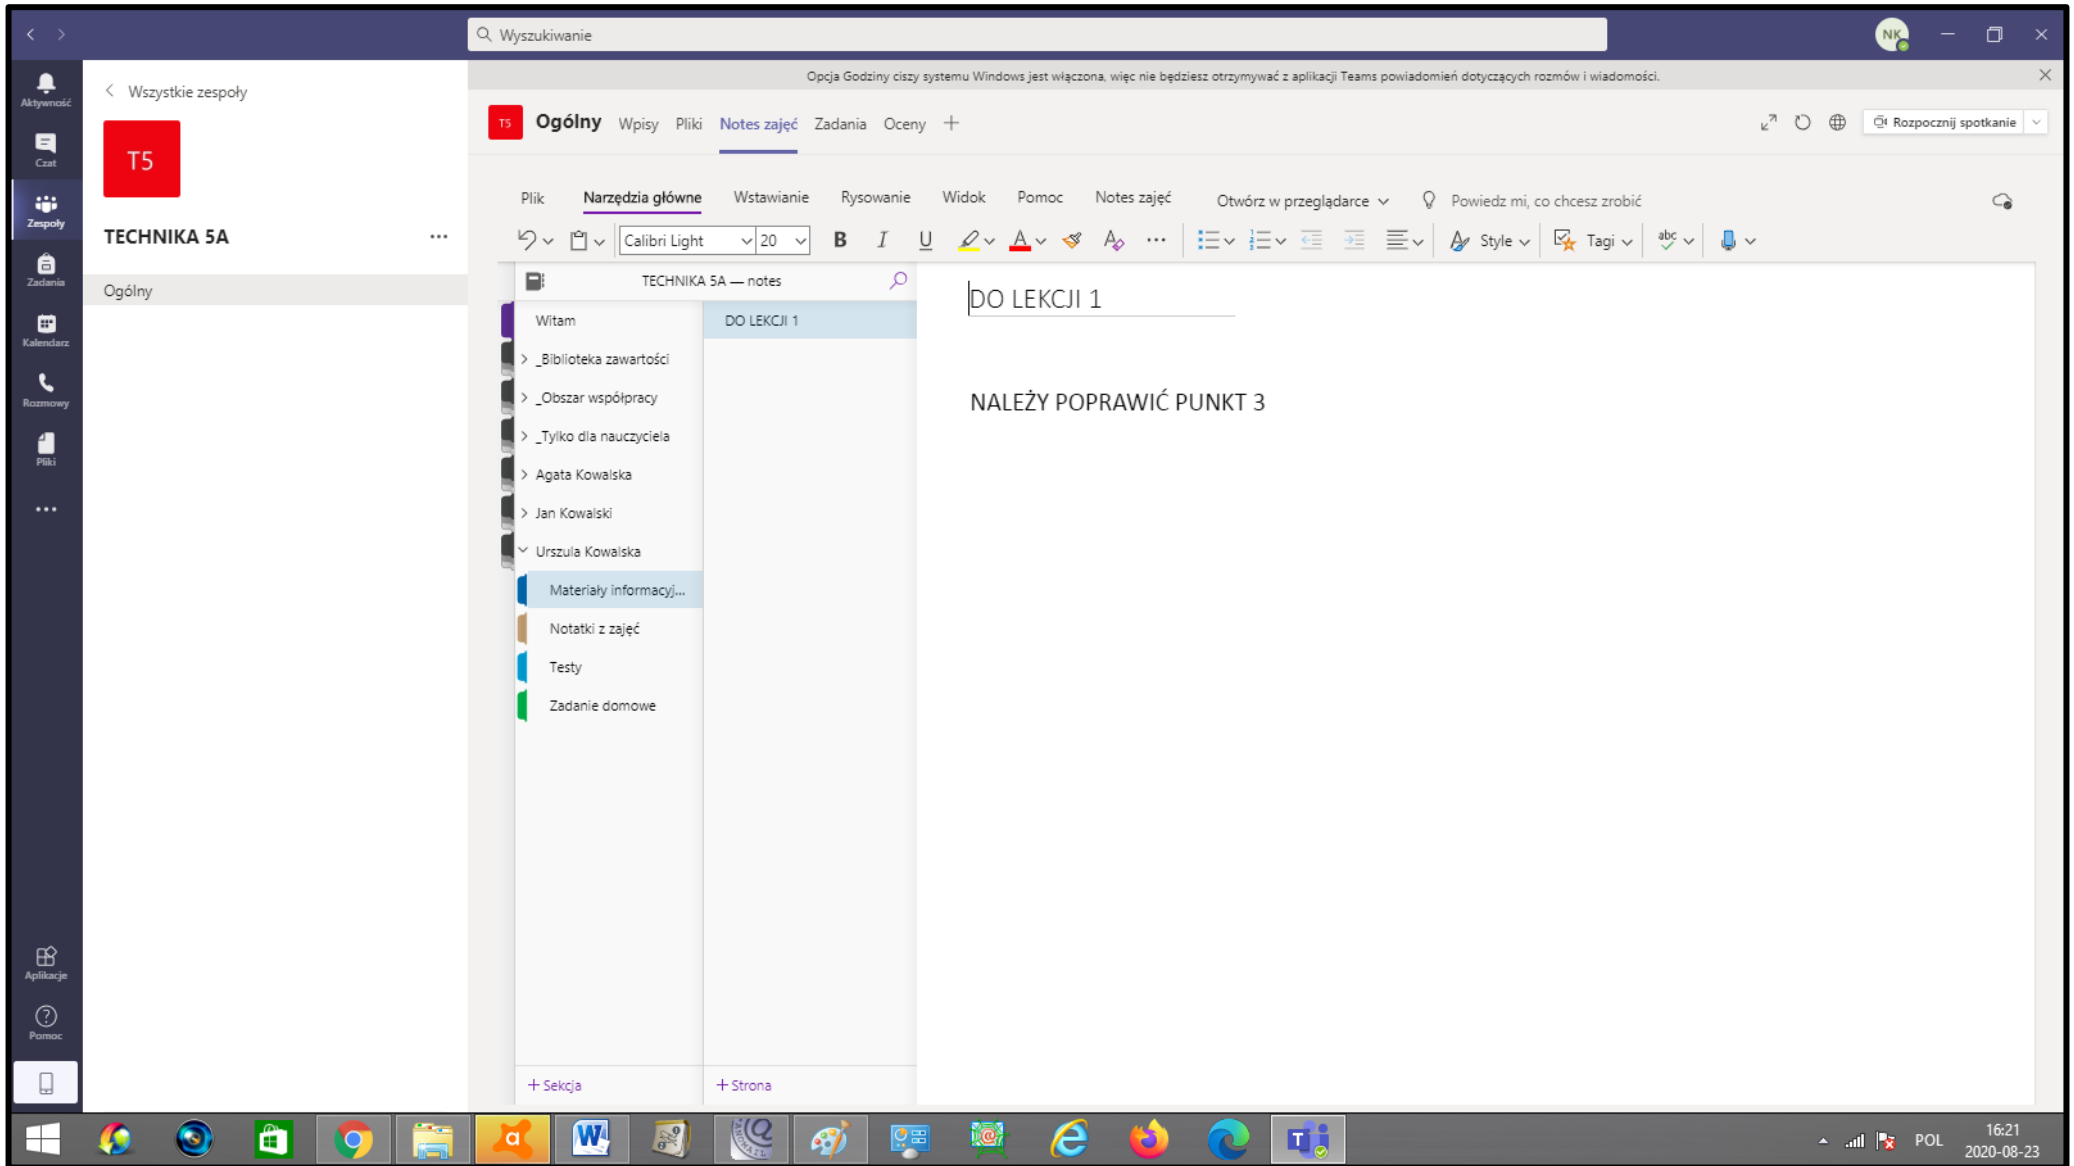 Wyszukiwanie
NK
Opcja Godziny ciszy systemu Windows jest włączona, więc nie będziesz otrzymywać z aplikacji Teams powiadomień dotyczących rozmów i wiadomości.
Aktywność
Czat
Zespoły
Zadania
Kalendarz
Rozmowy
Pliki
Aplikacje
Pomoc
Wszystkie zespoły
T5
TECHNIKA 5A
Ogólny
T5 Ogólny Wpisy Pliki Notes zajęć Zadania Oceny
Rozpocznij spotkanie
Plik Narzędzia główne Wstawianie Rysowanie Widok Pomoc Notes zajęć Otwórz w przeglądarce Powiedz mi, co chcesz zrobić
Calibri Light 20 B I U A A Style Tagi abc
TECHNIKA 5A — notes
Witam
_Biblioteka zawartości
_Obszar współpracy
_Tylko dla nauczyciela
Agata Kowalska
Jan Kowalski
Urszula Kowalska
Materiały informacyj...
Notatki z zajęć
Testy
Zadanie domowe
+ Sekcja
DO LEKCJI 1
+ Strona
DO LEKCJI 1
NALEŻY POPRAWIĆ PUNKT 3
POL
16:21
2020-08-23